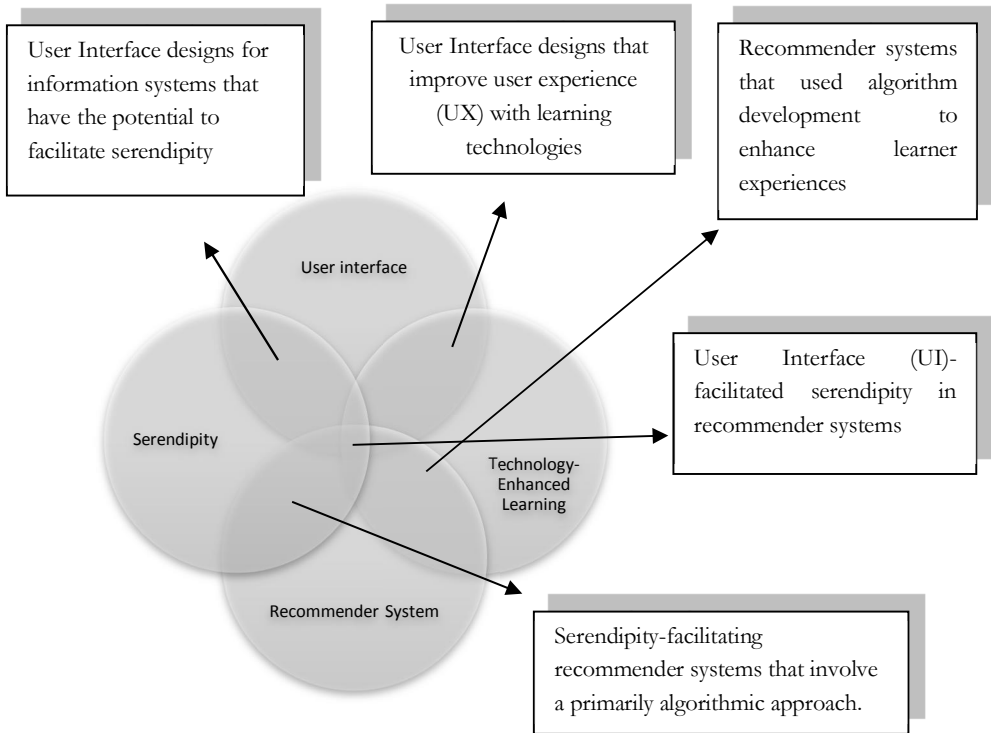 User Interface designs for
information systems that
have the potential to
facilitate serendipity
User Interface designs that
improve user experience
(UX) with learning
technologies
Recommender systems
that used algorithm
development to
enhance learner
experiences
User interface
Serendipity
Technology-
Enhanced
Learning
Recommender System
User Interface (UI)-
facilitated serendipity in
recommender systems
Serendipity-facilitating
recommender systems that involve
a primarily algorithmic approach.